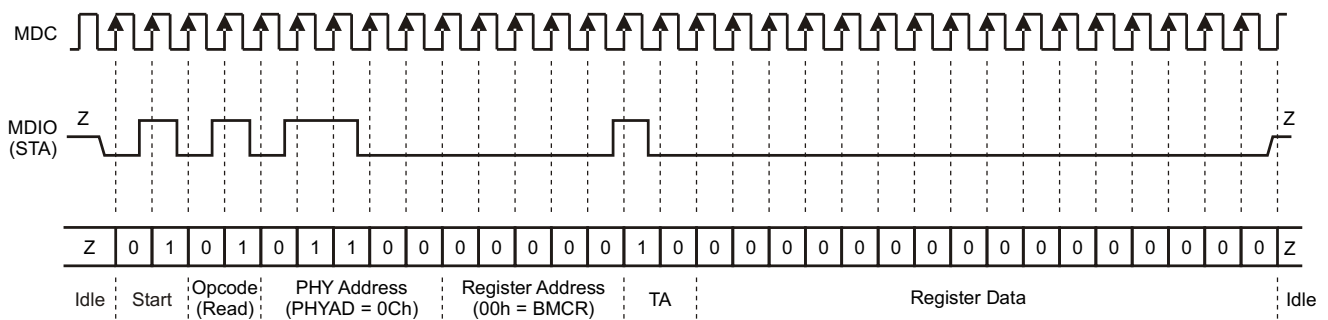 MDC
Z
Z
MDIO
(STA)
Z 0 1 0 1 0 1 1 0 0 0 0 0 0 0 1 0 0 0 0 0 0 0 0 0 0 0 0 0 0 0 0 0 Z
Idle
Start
Opcode
(Read)
PHY Address
(PHYAD = 0Ch)
Register Address
(00h = BMCR)
TA
Register Data
Idle